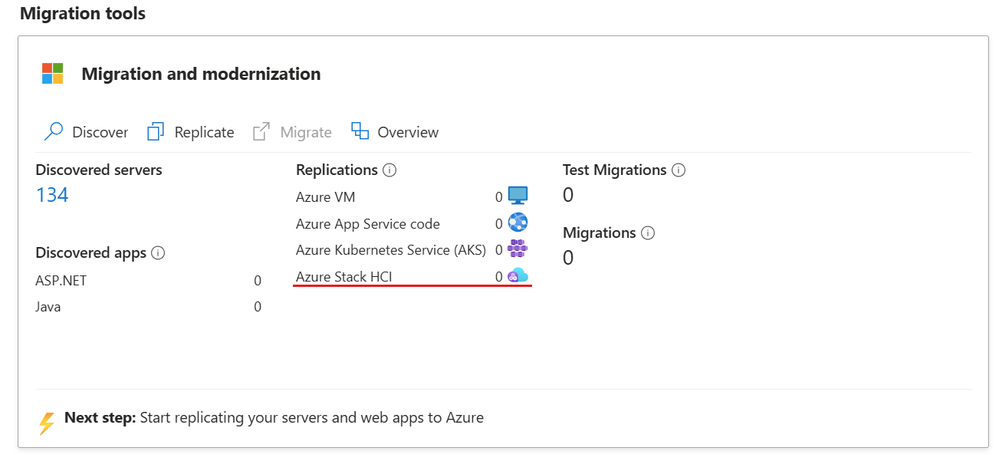 Migration tools
Migration and modernization
Discover Replicate Migrate Overview
Discovered servers
134
Discovered apps
ASP.NET 0
Java 0
Replications
Azure VM 0
Azure App Service code 0
Azure Kubernetes Service (AKS) 0
Azure Stack HCI 0
Test Migrations
0
Migrations
0
Next step: Start replicating your servers and web apps to Azure